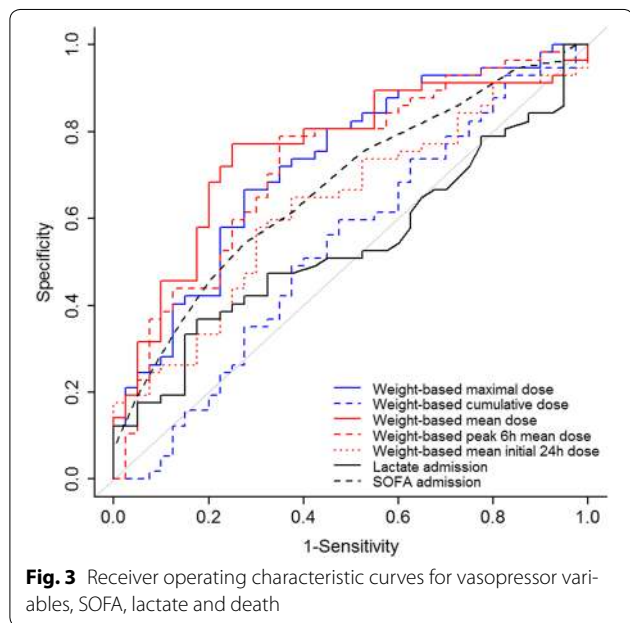 1.0
0.8
0.6
0.4
0.2
0.0
Specificity
Weight-based maximal dose
Weight-based cumulative dose
Weight-based mean dose
Weight-based peak 6h mean dose
Weight-based mean initial 24h dose
Lactate admission
SOFA admission
0.0 0.2 0.4 0.6 0.8 1.0
1-Sensitivity
Fig. 3 Receiver operating characteristic curves for vasopressor vari-
ables, SOFA, lactate and death